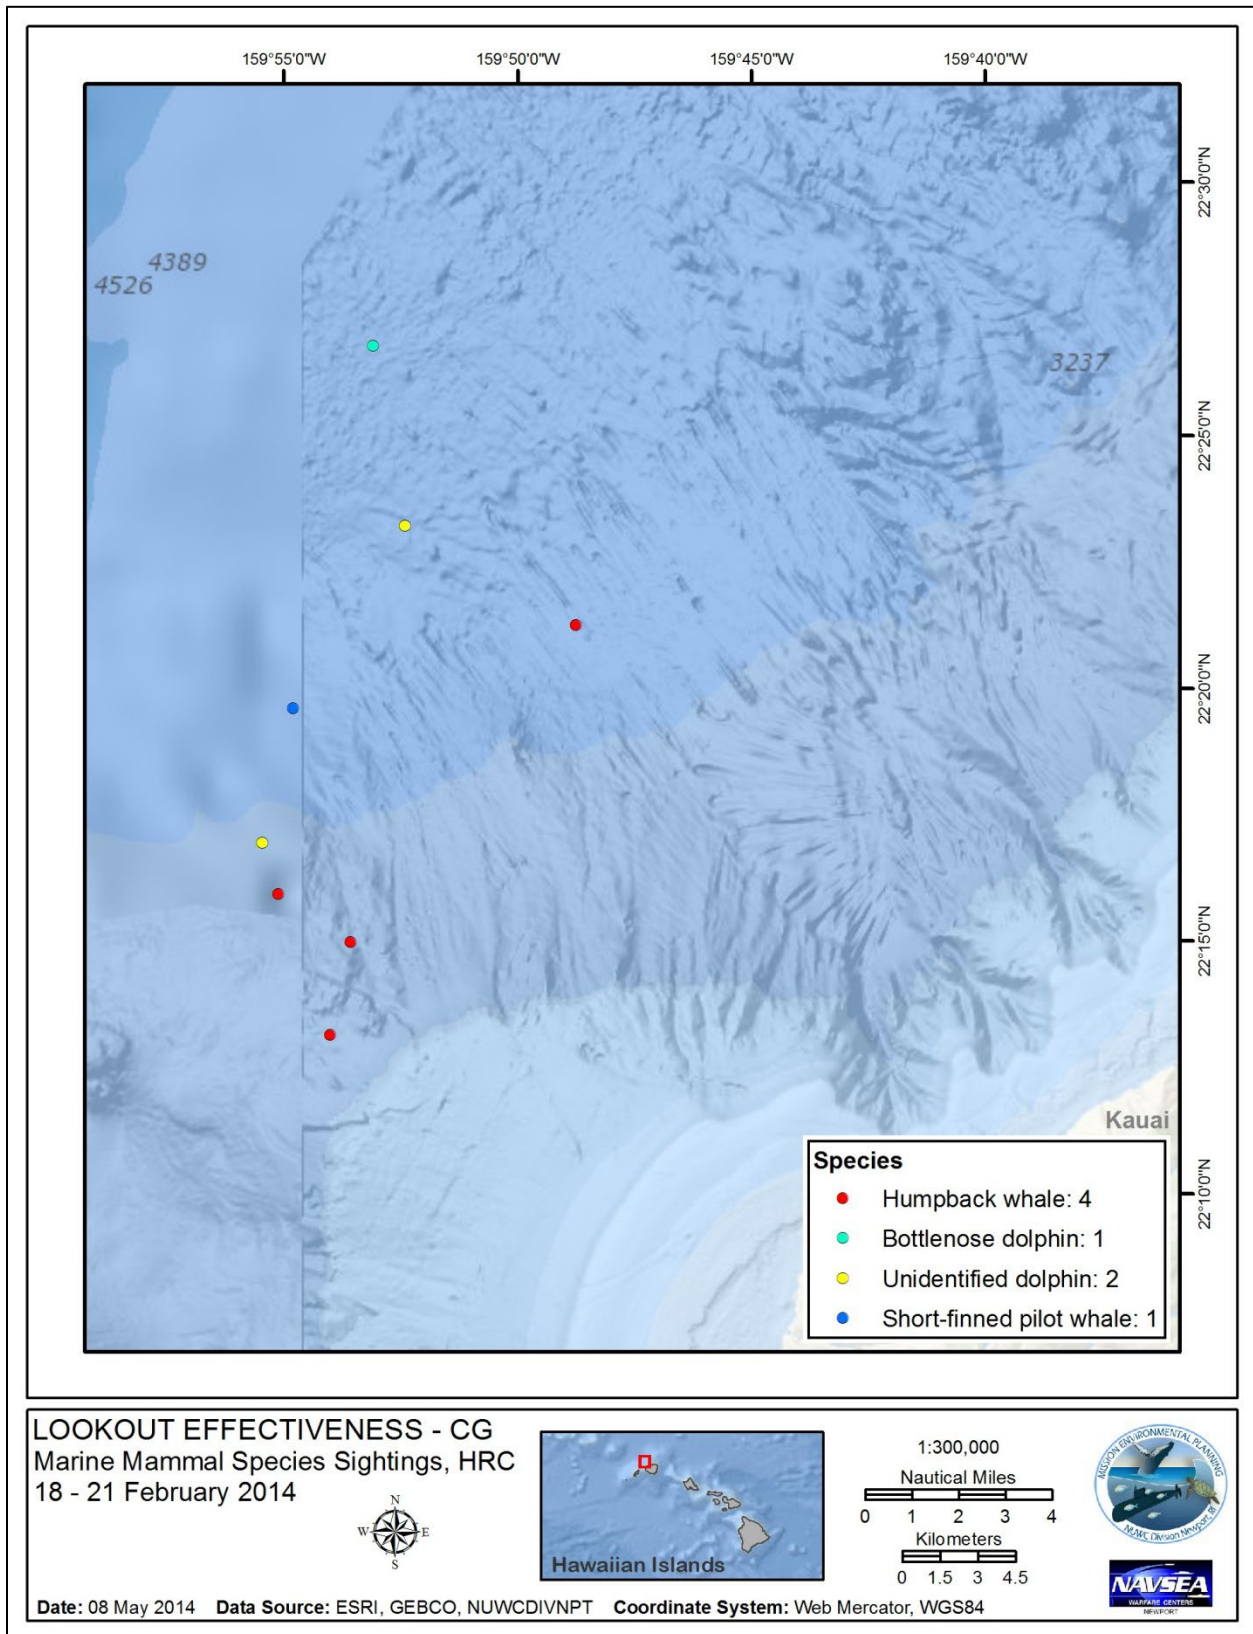 159°55'0"W 159°50'0"W 159°45'0"W 159°40'0"W
22°30'0"N
4389
4526
3237
22°25'0"N
22°20'0"N
22°15'0"N
Kauai
22°10'0"N
Species
Humpback whale: 4
Bottlenose dolphin: 1
Unidentified dolphin: 2
Short-finned pilot whale: 1
LOOKOUT EFFECTIVENESS - CG
Marine Mammal Species Sightings, HRC
18 - 21 February 2014
N
W E
S
Hawaiian Islands
1:300,000
Nautical Miles
0 1 2 3 4
Kilometers
0 1.5 3 4.5
MISSION ENVIRONMENTAL PLANNING
NUWC Division Newport, RI
NAVSEA
WARFARE CENTERS
NEWPORT
Date: 08 May 2014 Data Source: ESRI, GEBCO, NUWCDIVNPT Coordinate System: Web Mercator, WGS84